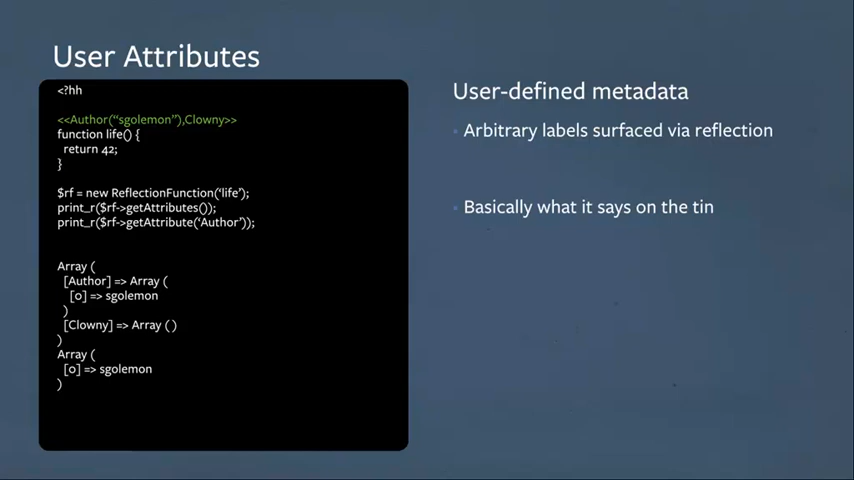 User Attributes
<?hh
<<Author(“sgolemon”),Clowny>>
function life() {
return 42;
}
$rf = new ReflectionFunction(‘life’);
print_r($rf->getAttributes());
print_r($rf->getAttribute(‘Author’));
Array (
[Author] => Array (
[0] => sgolemon
)
[Clowny] => Array ( )
)
Array (
[0] => sgolemon
)
User-defined metadata
• Arbitrary labels surfaced via reflection
• Basically what it says on the tin